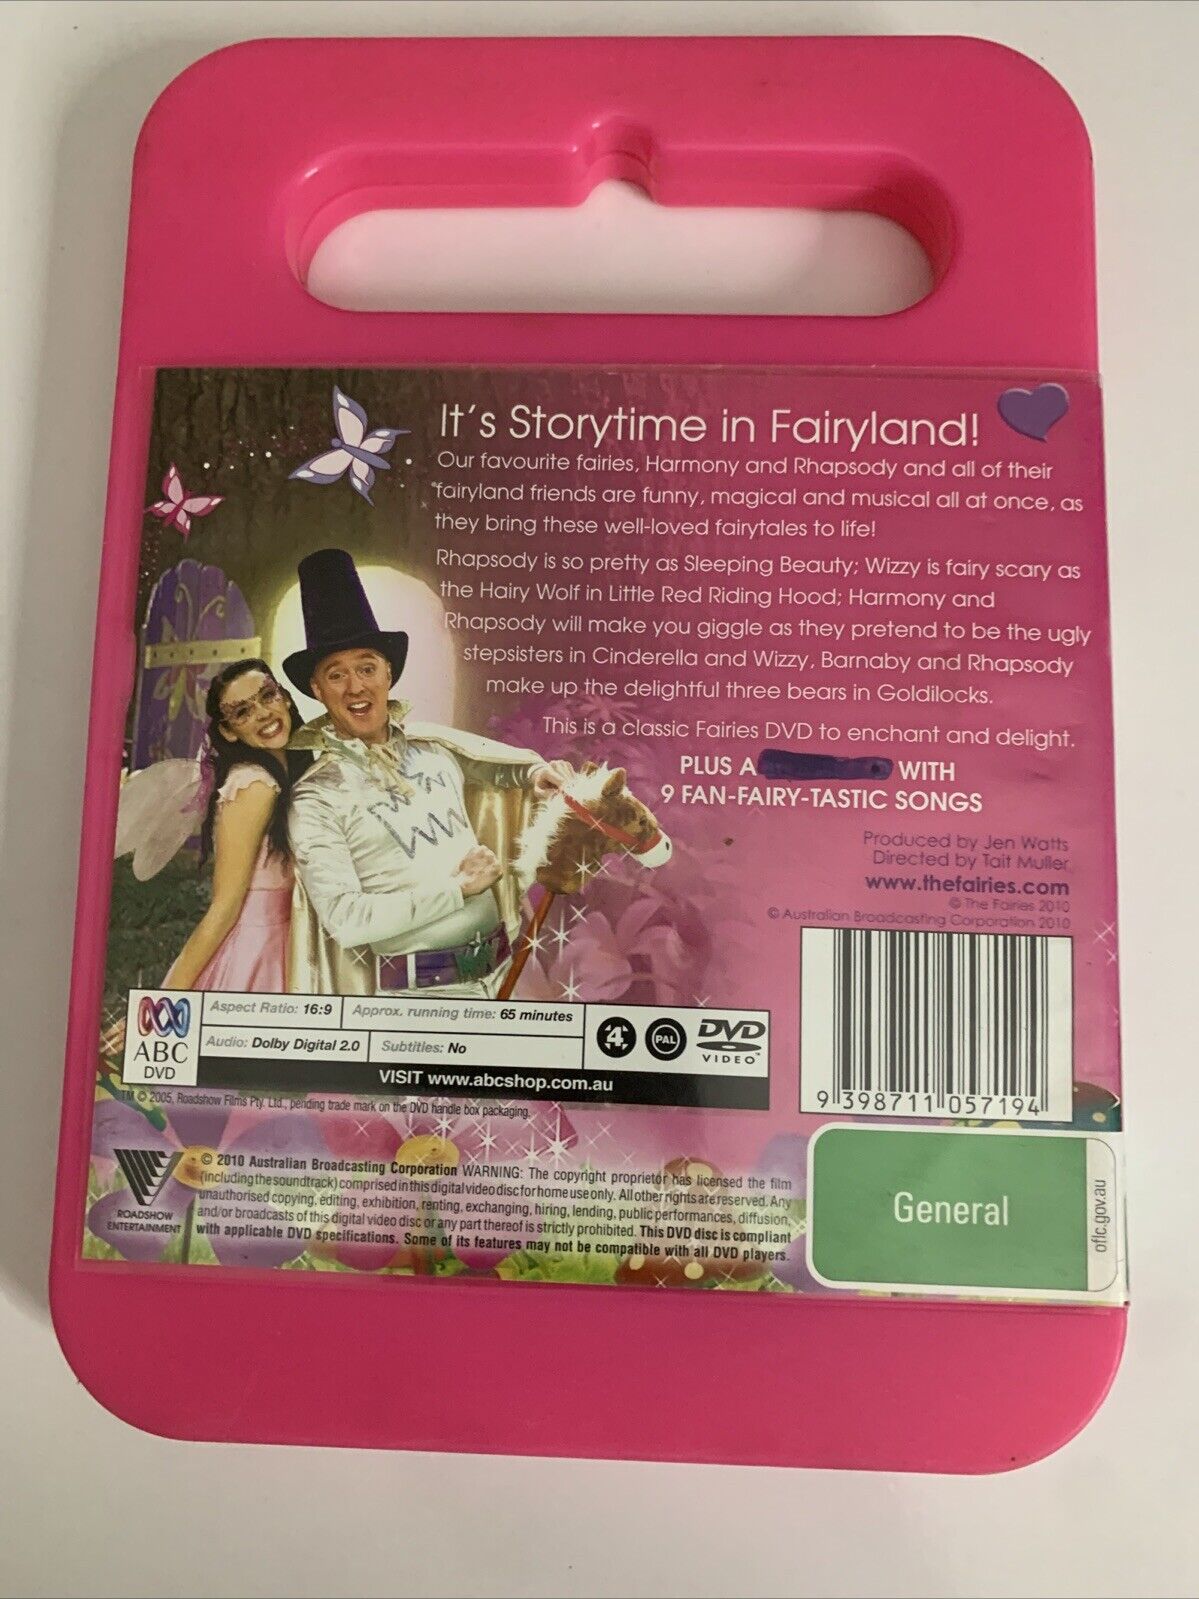 It's Storytime in Fairyland!
Our favourite fairies, Harmony and Rhapsody and all of their
fairyland friends are funny, magical and musical all at once, as
they bring these well-loved fairytales to life!
Rhapsody is so pretty as Sleeping Beauty; Wizzy is fairy scary as
the Hairy Wolf in Little Red Riding Hood; Harmony and
Rhapsody will make you giggle as they pretend to be the ugly
stepsisters in Cinderella and Wizzy, Barnaby and Rhapsody
make up the delightful three bears in Goldilocks.
This is a classic Fairies DVD to enchant and delight.
PLUS A WITH
9 FAN-FAIRY-TASTIC SONGS
Produced by Jen Watts
Directed by Tait Muller
www.thefairies.com
© The Fairies 2010
© Australian Broadcasting Corporation 2010
ABC
DVD
Aspect Ratio: 16:9
Approx. running time: 65 minutes
Audio: Dolby Digital 2.0
Subtitles: No
VISIT www.abcshop.com.au
4
PAL
DVD
VIDEO™
9 398711 057194
TM © 2005, Roadshow Films Pty. Ltd., pending trade mark on the DVD handle box packaging.
ROADSHOW
ENTERTAINMENT
© 2010 Australian Broadcasting Corporation WARNING: The copyright proprietor has licensed the film
(including the soundtrack) comprised in this digital video disc for home use only. All other rights are reserved. Any
unauthorised copying, editing, exhibition, renting, exchanging, hiring, lending, public performances, diffusion,
and/or broadcasts of this digital video disc or any part thereof is strictly prohibited. This DVD disc is compliant
with applicable DVD specifications. Some of its features may not be compatible with all DVD players.
General
oflc.gov.au